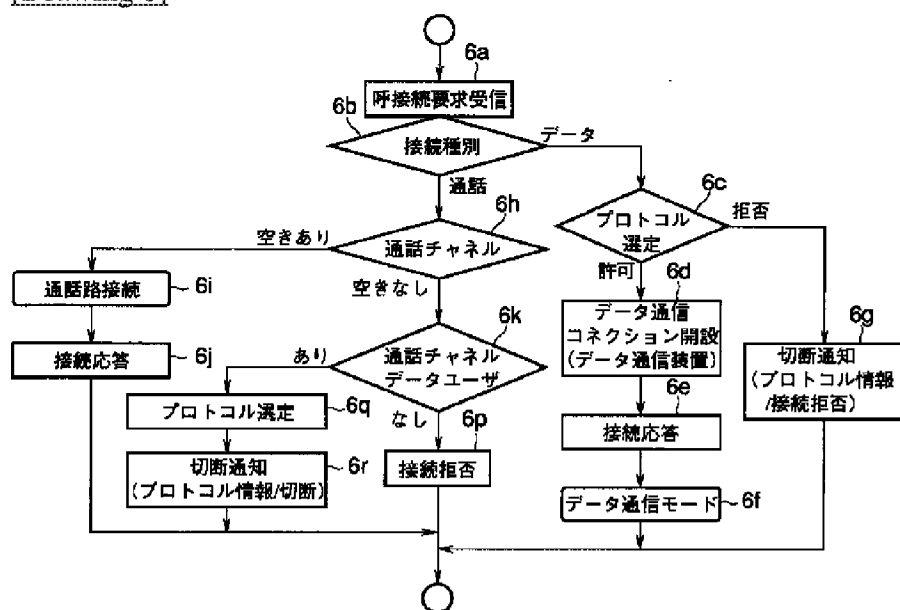 6a
呼接続要求受信
6b
接続種別
データ
通話
6c
プロトコル
選定
拒否
許可
6h
通話チャネル
空きあり
空きなし
通話路接続
6i
接続応答
6j
6k
通話チャネル
データユーザ
あり
なし
プロトコル選定
6q
切断通知
(プロトコル情報/切断)
6r
6p
接続拒否
6d
データ通信
コネクション開設
(データ通信装置)
6e
接続応答
データ通信モード
6f
6g
切断通知
(プロトコル情報
/接続拒否)